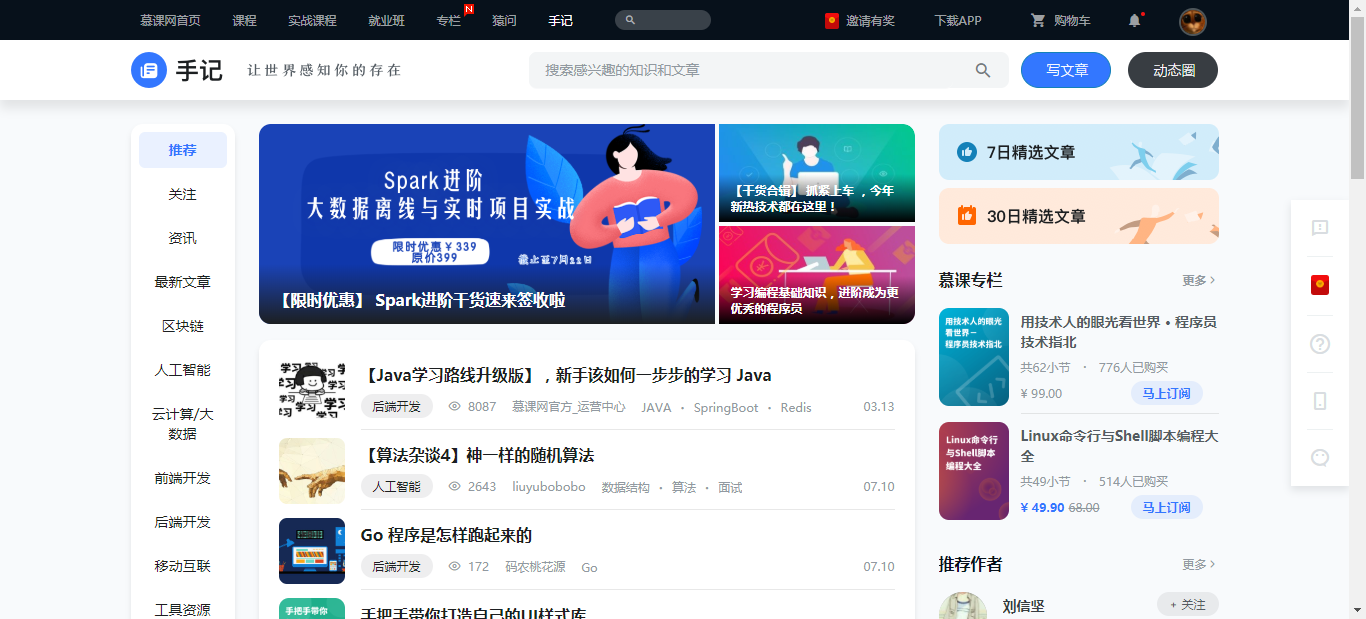 慕课网首页 课程 实战课程 就业班 专栏 N 猿问 手记 邀请有奖 下载APP 购物车
手记 让世界感知你的存在 搜索感兴趣的知识和文章 写文章 动态圈
推荐
关注
资讯
最新文章
区块链
人工智能
云计算/大
数据
前端开发
后端开发
移动互联
工具资源
Spark进阶
大数据离线与实时项目实战
限时优惠￥339
原价399
截止至7月22日
【限时优惠】 Spark进阶干货速来签收啦
【干货合辑】 抓紧上车 ，今年
新热技术都在这里！
学习编程基础知识，进阶成为更
优秀的程序员
【Java学习路线升级版】，新手该如何一步步的学习 Java
后端开发 8087 慕课网官方_运营中心 JAVA · SpringBoot · Redis 03.13
【算法杂谈4】神一样的随机算法
人工智能 2643 liuyubobobo 数据结构 · 算法 · 面试 07.10
Go 程序是怎样跑起来的
后端开发 172 码农桃花源 Go 07.10
手把手带你
手把手带你打造自己的UI样式库
7日精选文章
30日精选文章
慕课专栏 更多
用技术人的眼光
看世界－
程序员技术指北
用技术人的眼光看世界 • 程序员
技术指北
共62小节 · 776人已购买
¥ 99.00 马上订阅
Linux命令行
与Shell脚本
编程大全
Linux命令行与Shell脚本编程大
全
共49小节 · 514人已购买
¥ 49.90 68.00 马上订阅
推荐作者 更多
刘信坚 + 关注